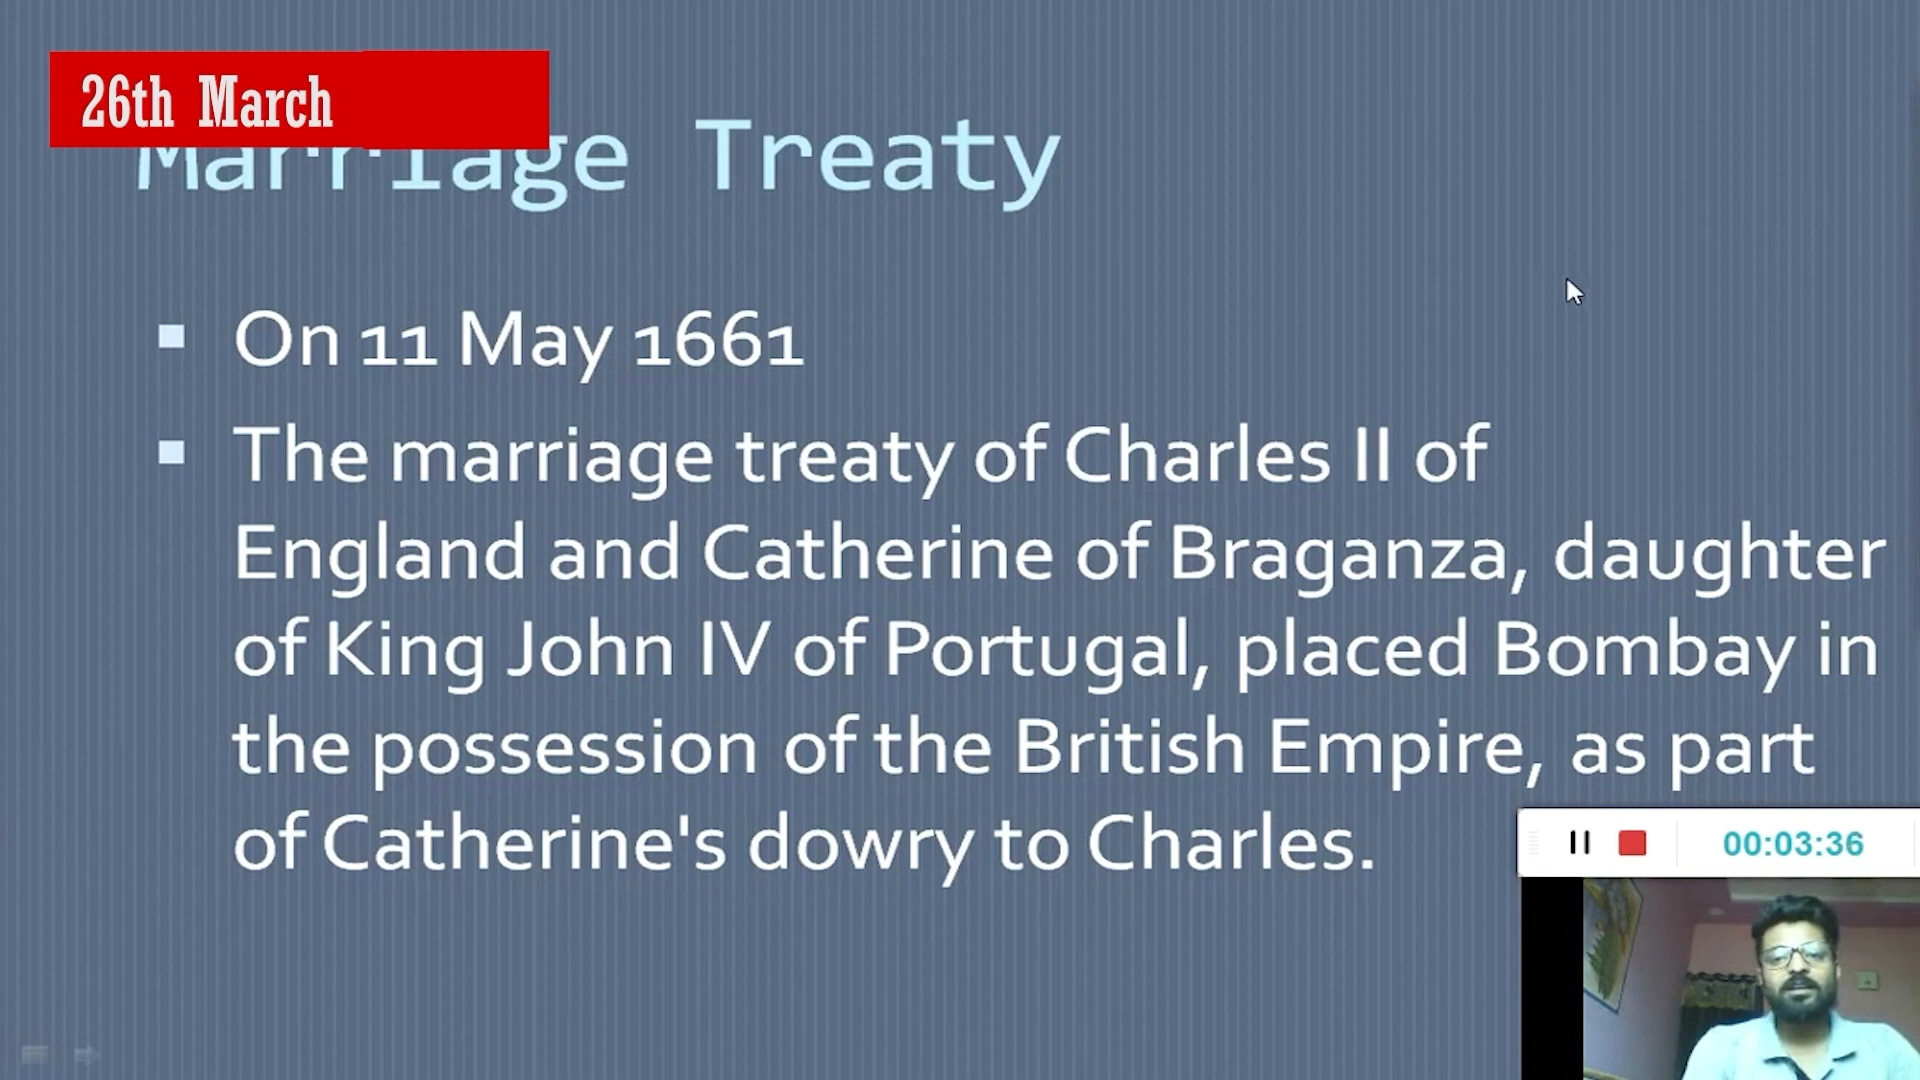 26th March
Marriage Treaty
On 11 May 1661
The marriage treaty of Charles II of
England and Catherine of Braganza, daughter
of King John IV of Portugal, placed Bombay in
the possession of the British Empire, as part
of Catherine's dowry to Charles.
00:03:36